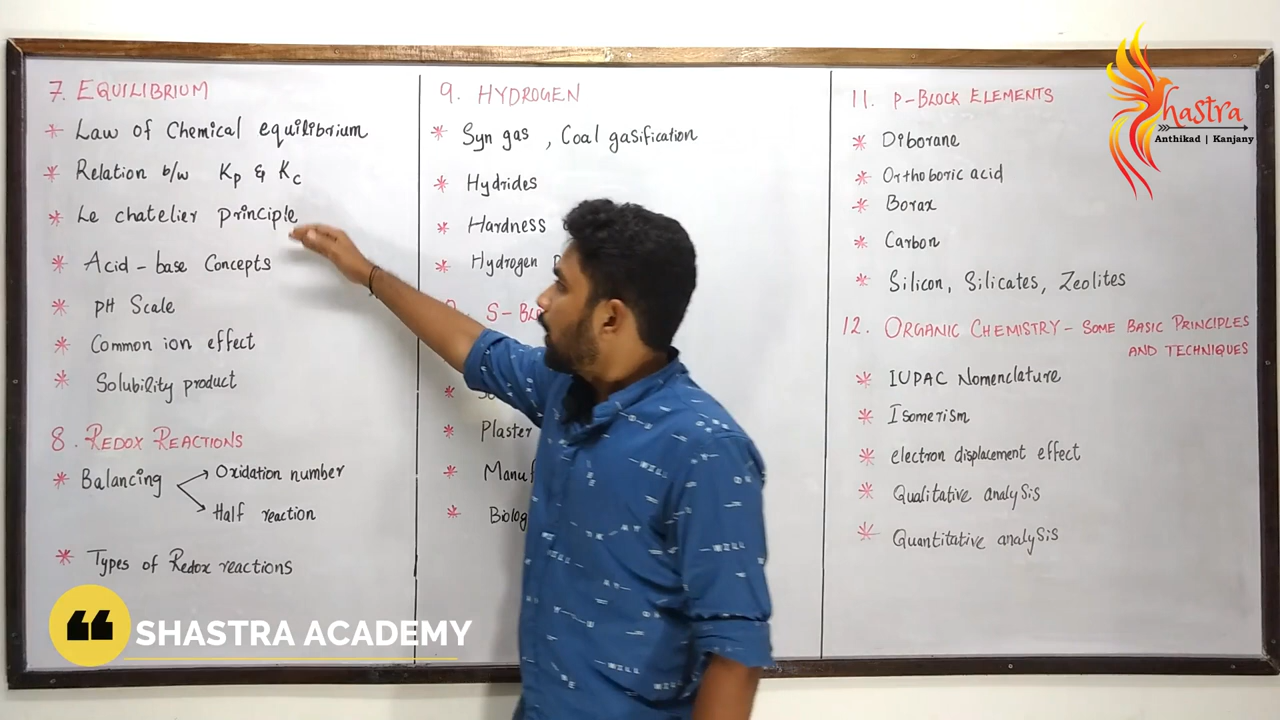 7. EQUILIBRIUM
* Law of Chemical equilibrium
* Relation b/w Kp & Kc
* Le chatelier principle
* Acid - base Concepts
* pH Scale
* Common ion effect
* Solubility product
8. REDOX REACTIONS
* Balancing → Oxidation number
→ Half reaction
* Types of Redox reactions
9. HYDROGEN
* Syn gas, Coal gasification
* Hydrides
* Hardness
* Hydrogen
S-
*
* Plaster
*
*
11. P-BLOCK ELEMENTS
* Diborane
* Orthoboric acid
* Borax
* Carbon
* Silicon, Silicates, Zeolites
12. ORGANIC CHEMISTRY - SOME BASIC PRINCIPLES
AND TECHNIQUES
* IUPAC Nomenclature
* Isomerism
* electron displacement effect
* Qualitative analysis
* Quantitative analysis
Shastra
Anthikad | Kanjany
SHASTRA ACADEMY